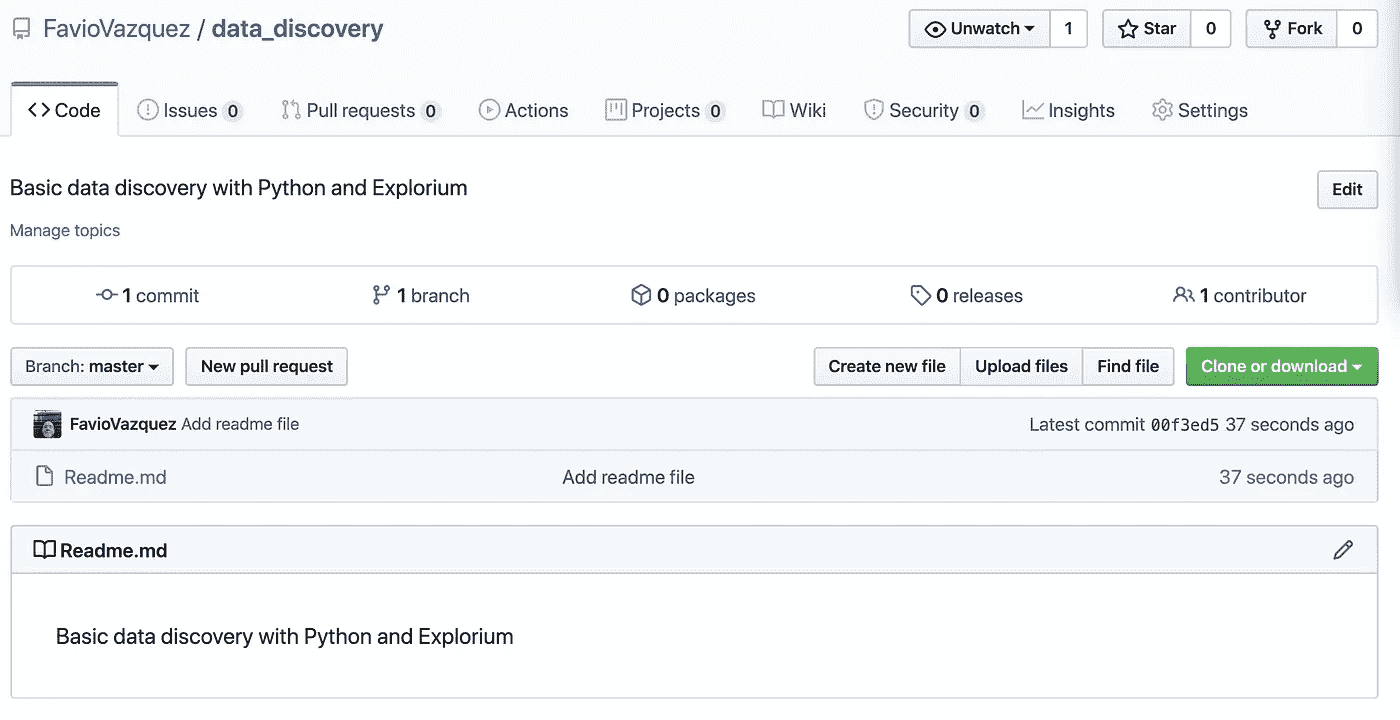 FavioVazquez / data_discovery Unwatch 1 Star 0 Fork 0
Code Issues 0 Pull requests 0 Actions Projects 0 Wiki Security 0 Insights Settings
Basic data discovery with Python and Explorium Edit
Manage topics
1 commit 1 branch 0 packages 0 releases 1 contributor
Branch: master New pull request Create new file Upload files Find file Clone or download
FavioVazquez Add readme file Latest commit 00f3ed5 37 seconds ago
Readme.md Add readme file 37 seconds ago
Readme.md
Basic data discovery with Python and Explorium